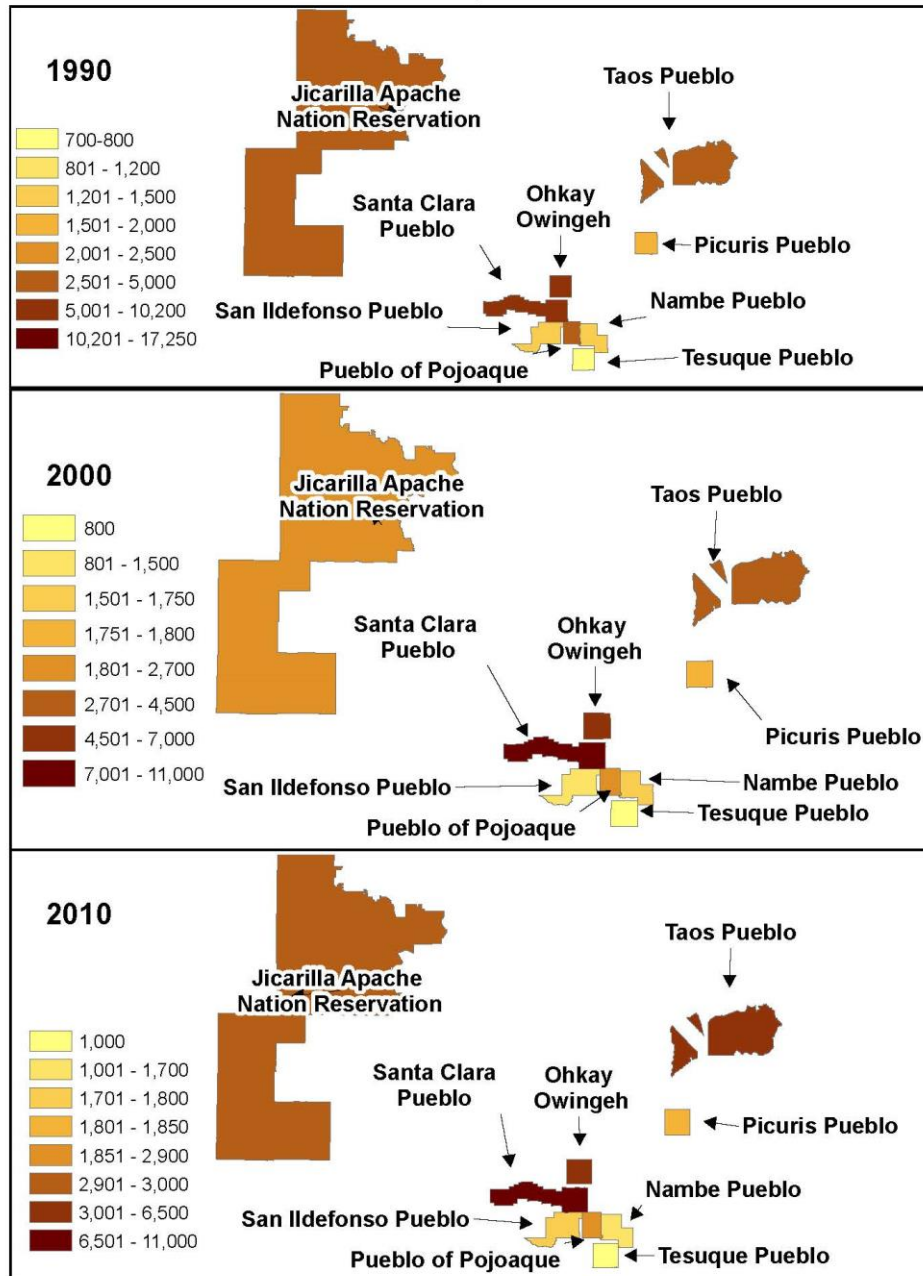 1990
700-800
801 - 1,200
1,201 - 1,500
1,501 - 2,000
2,001 - 2,500
2,501 - 5,000
5,001 - 10,200
10,201 - 17,250
Jicarilla Apache
Nation Reservation
Taos Pueblo
Santa Clara
Pueblo
Ohkay
Owingeh
Picuris Pueblo
San Ildefonso Pueblo
Nambe Pueblo
Pueblo of Pojoaque
Tesuque Pueblo
2000
800
801 - 1,500
1,501 - 1,750
1,751 - 1,800
1,801 - 2,700
2,701 - 4,500
4,501 - 7,000
7,001 - 11,000
Jicarilla Apache
Nation Reservation
Taos Pueblo
Santa Clara
Pueblo
Ohkay
Owingeh
Picuris Pueblo
San Ildefonso Pueblo
Nambe Pueblo
Pueblo of Pojoaque
Tesuque Pueblo
2010
1,000
1,001 - 1,700
1,701 - 1,800
1,801 - 1,850
1,851 - 2,900
2,901 - 3,000
3,001 - 6,500
6,501 - 11,000
Jicarilla Apache
Nation Reservation
Taos Pueblo
Santa Clara
Pueblo
Ohkay
Owingeh
Picuris Pueblo
San Ildefonso Pueblo
Nambe Pueblo
Pueblo of Pojoaque
Tesuque Pueblo